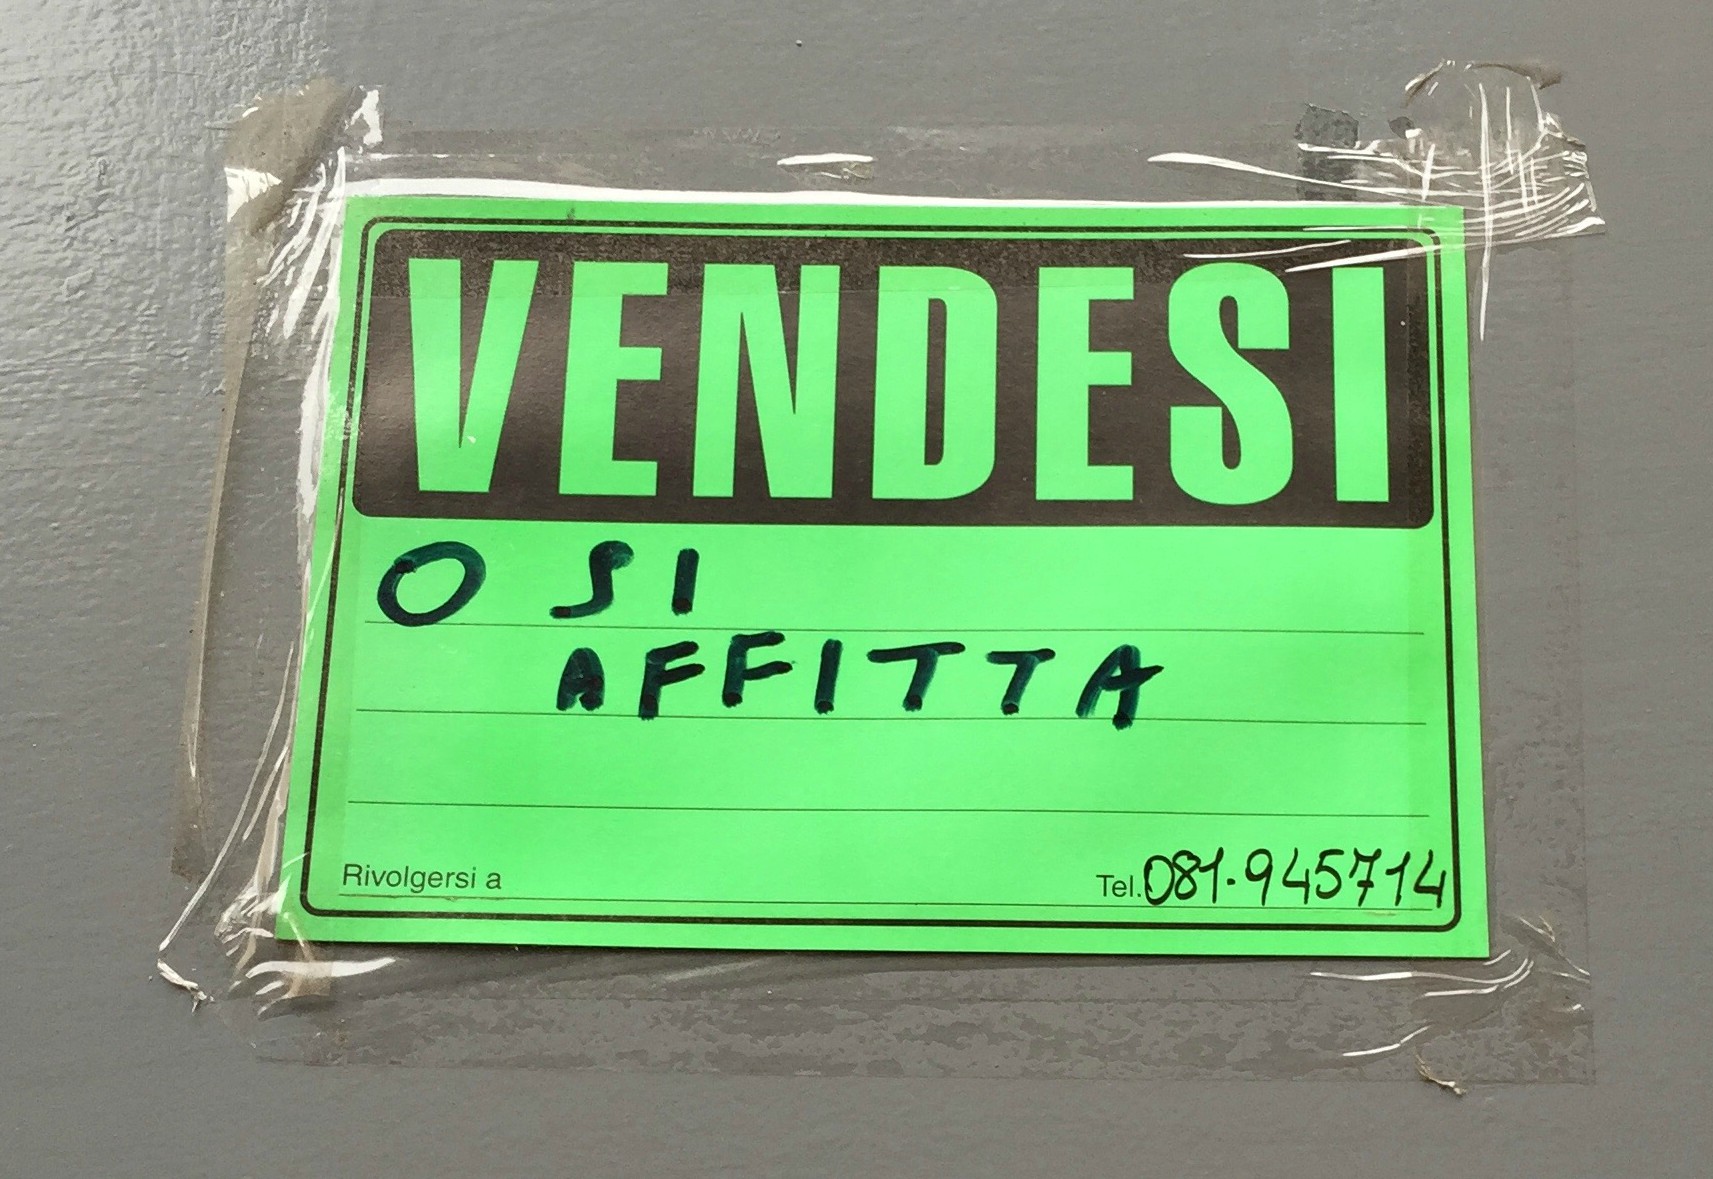 VENDESI
O SI
AFFITTA
Rivolgersi a
Tel. 081.945714